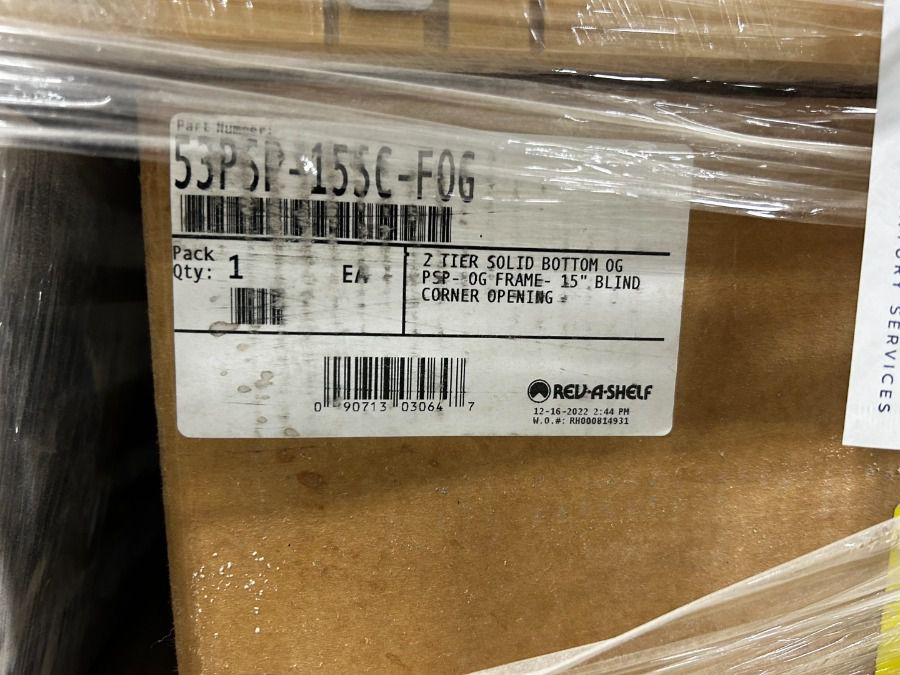 Part Number:
53PSP-15SC-FOG
Pack
Qty: 1 EA
2 TIER SOLID BOTTOM OG
PSP- OG FRAME- 15" BLIND
CORNER OPENING
0 90713 03064 7
REV-A-SHELF
12-16-2022 2:44 PM
W.O.#: RH000814931
SERVICES